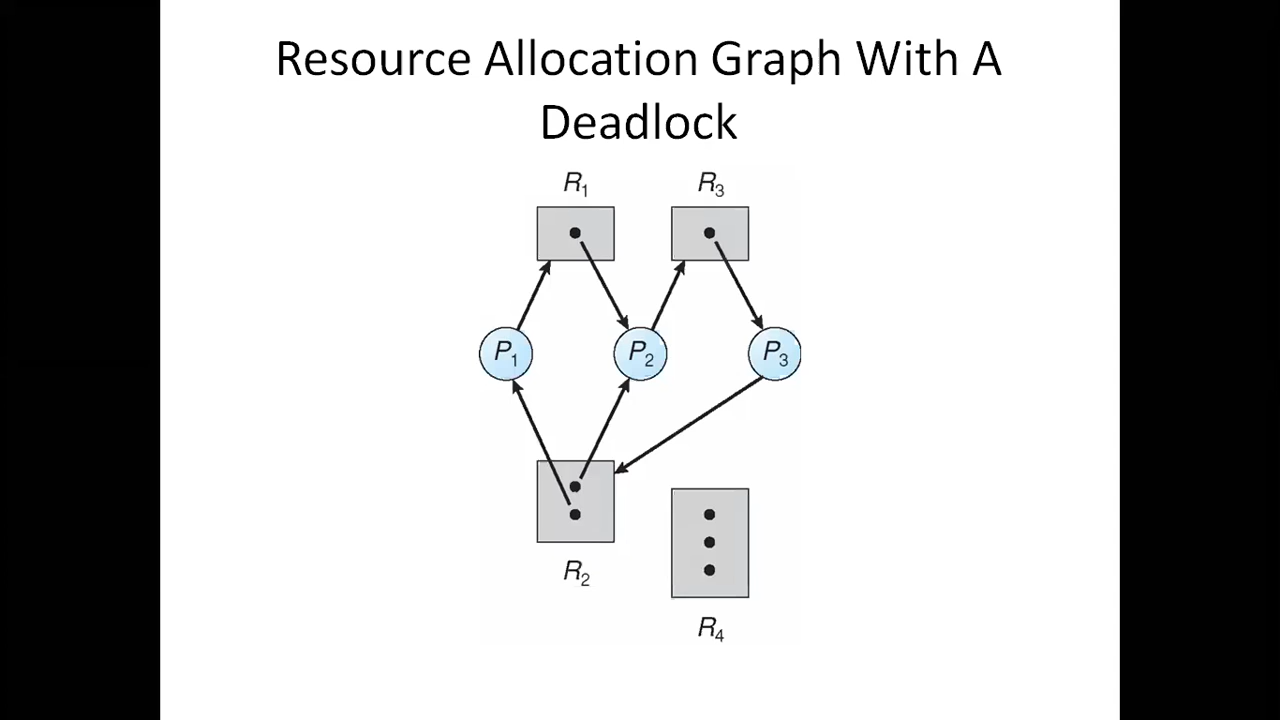 Resource Allocation Graph With A
Deadlock
R₁ R₃
P₁ P₂ P₃
R₂
R₄